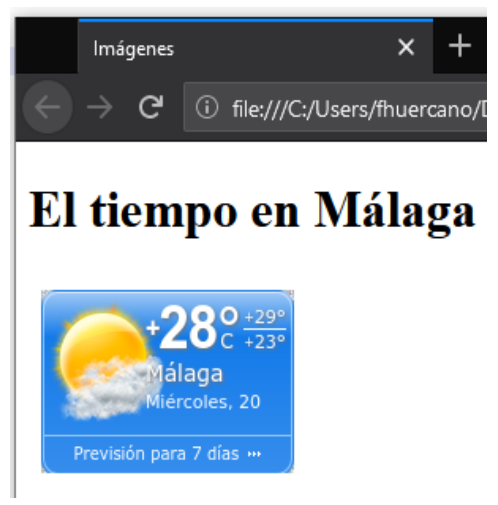 Imágenes
file:///C:/Users/fhuercano/D
El tiempo en Málaga
+28°C +29° +23°
Málaga
Miércoles, 20
Previsión para 7 días